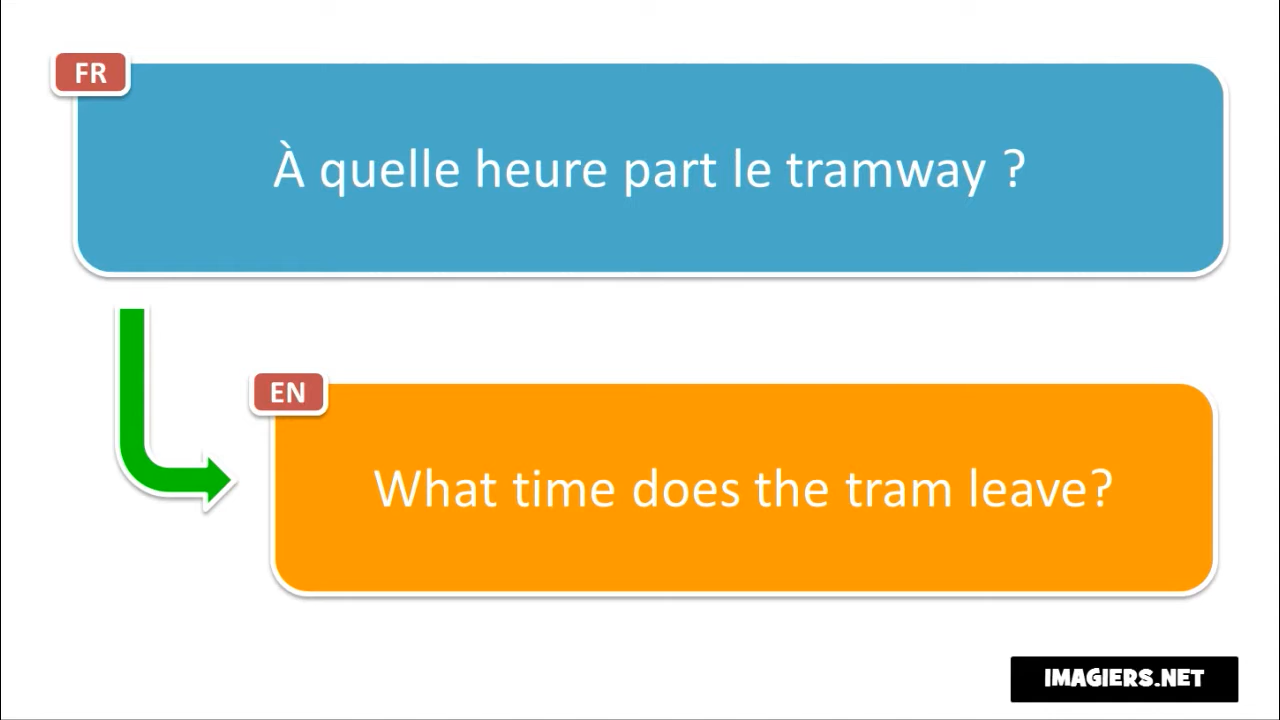 FR
À quelle heure part le tramway ?
EN
What time does the tram leave?
IMAGIERS.NET